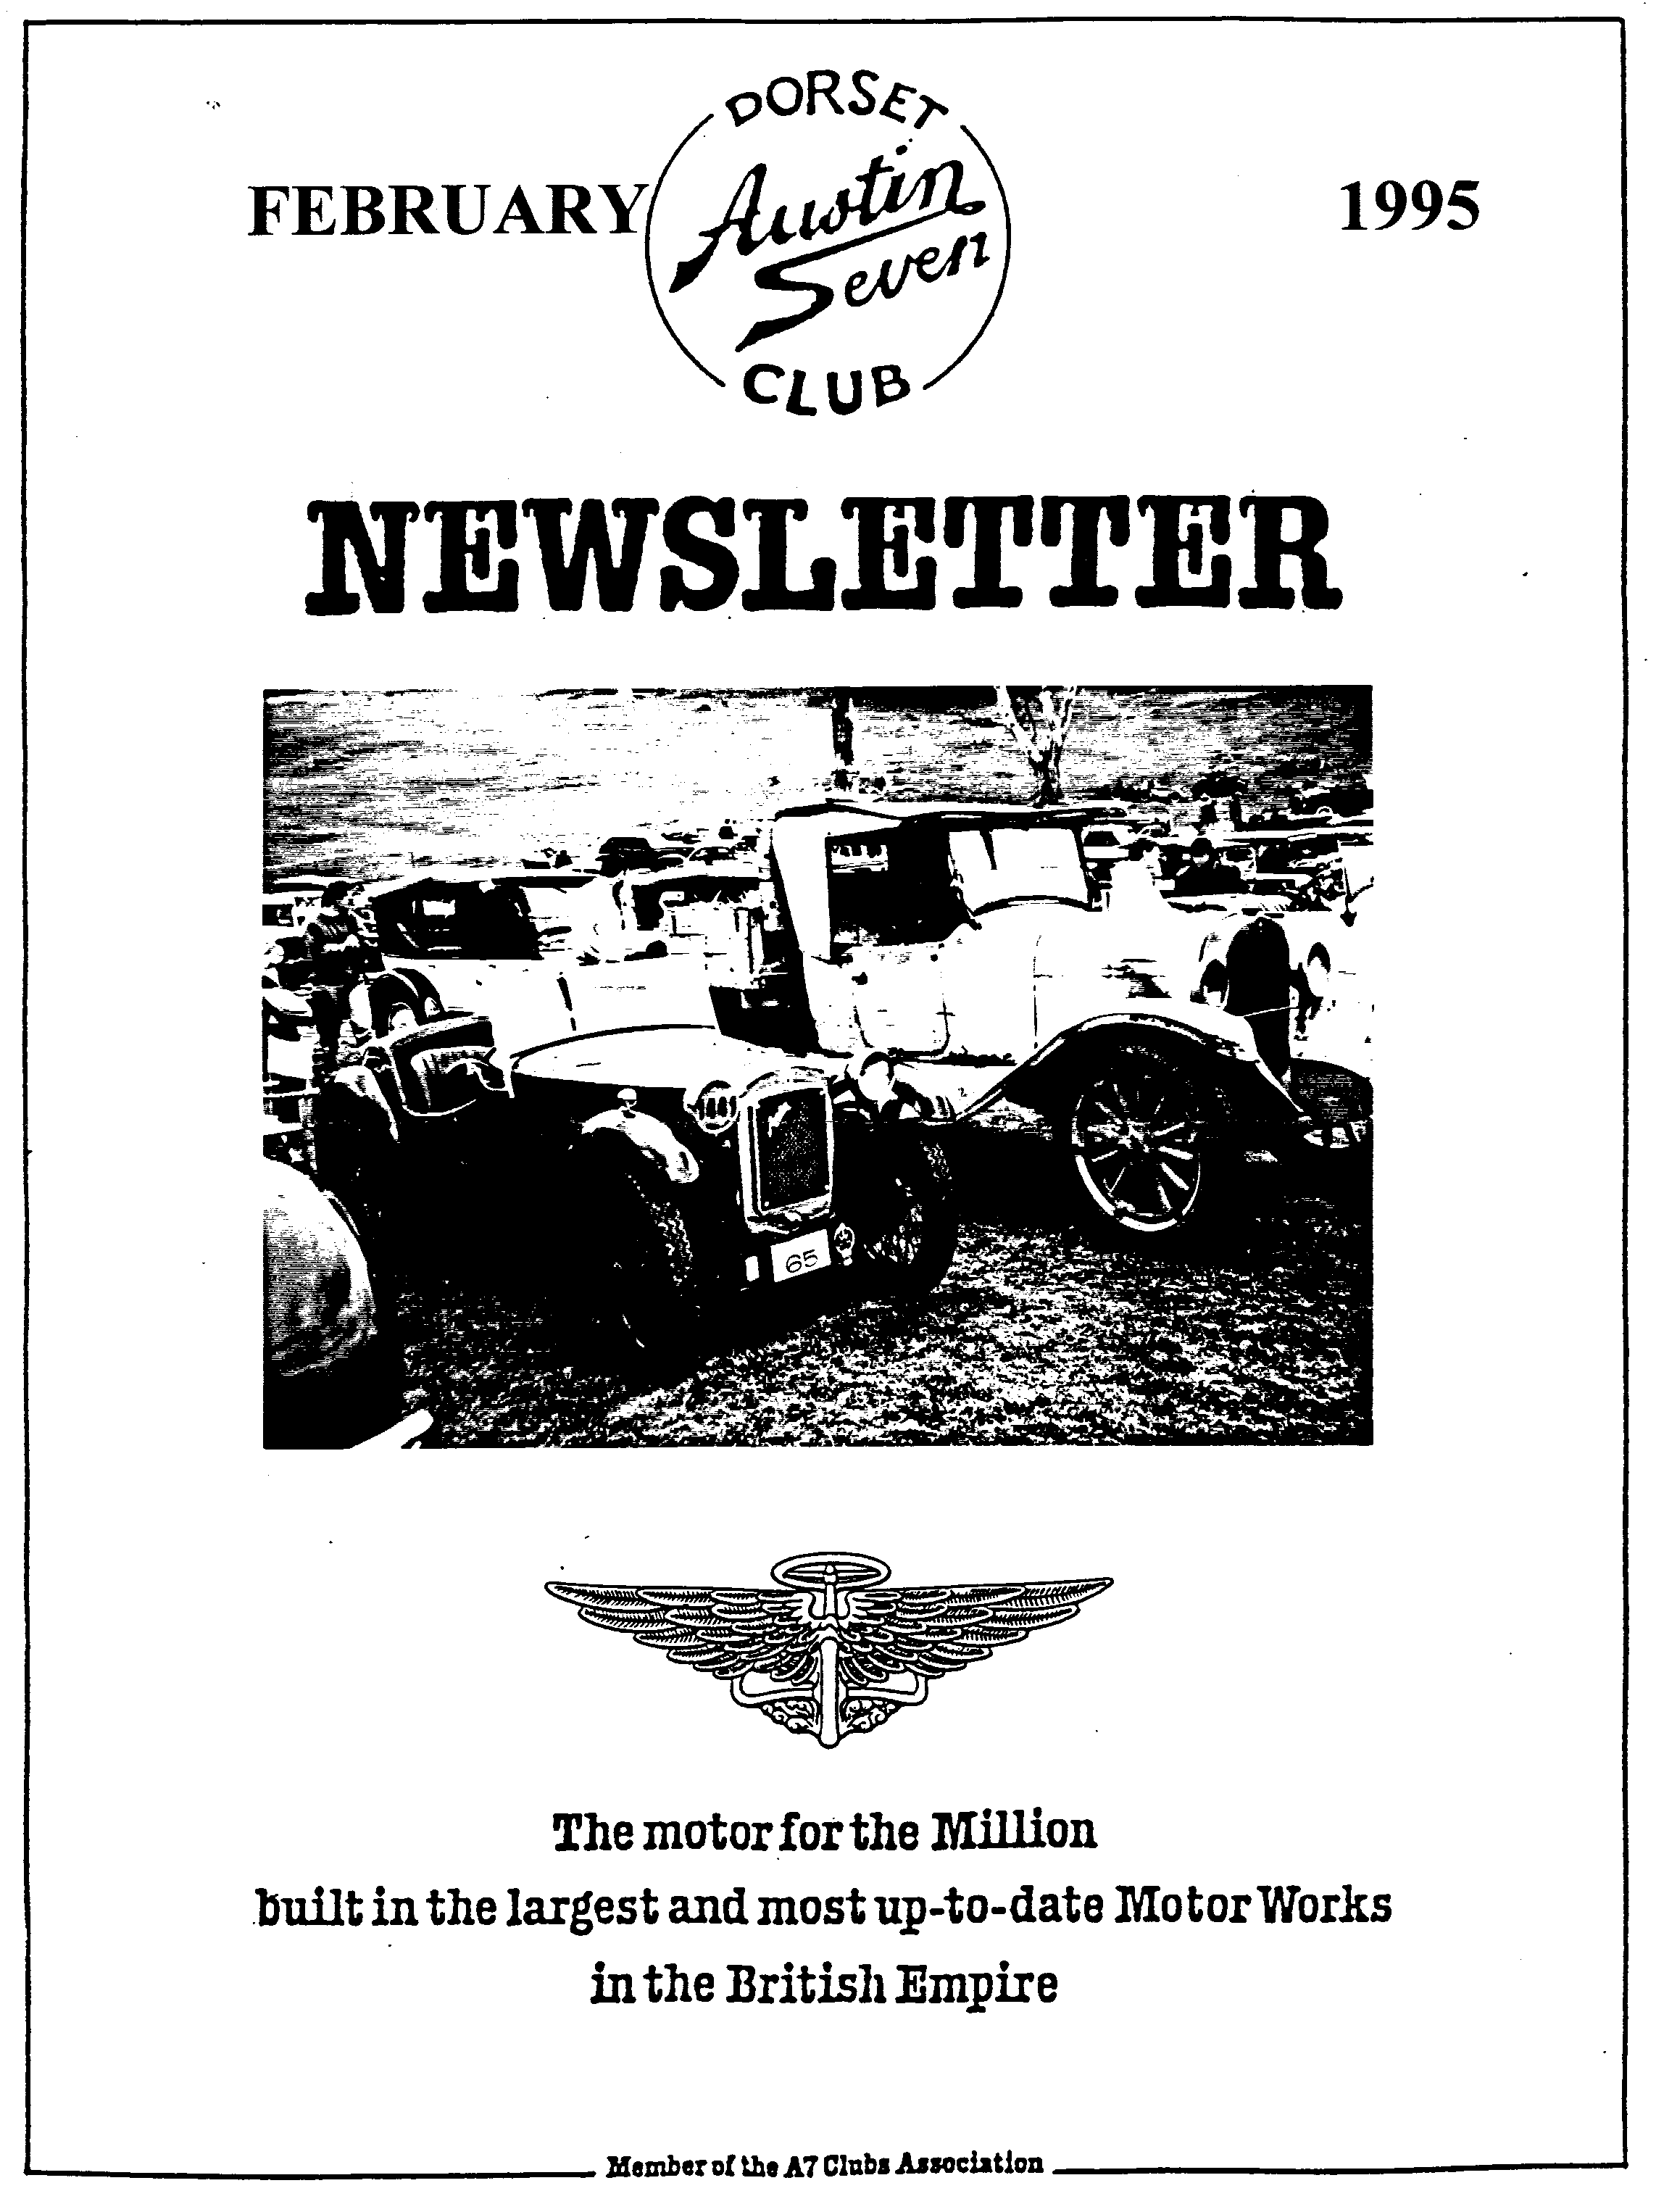 DORSET
FEBRUARY
Austin
Seven
1995
CLUB
NEWSLETTER
65
The motor for the Million
built in the largest and most up-to-date Motor Works
in the British Empire
Member of the A7 Clubs Association